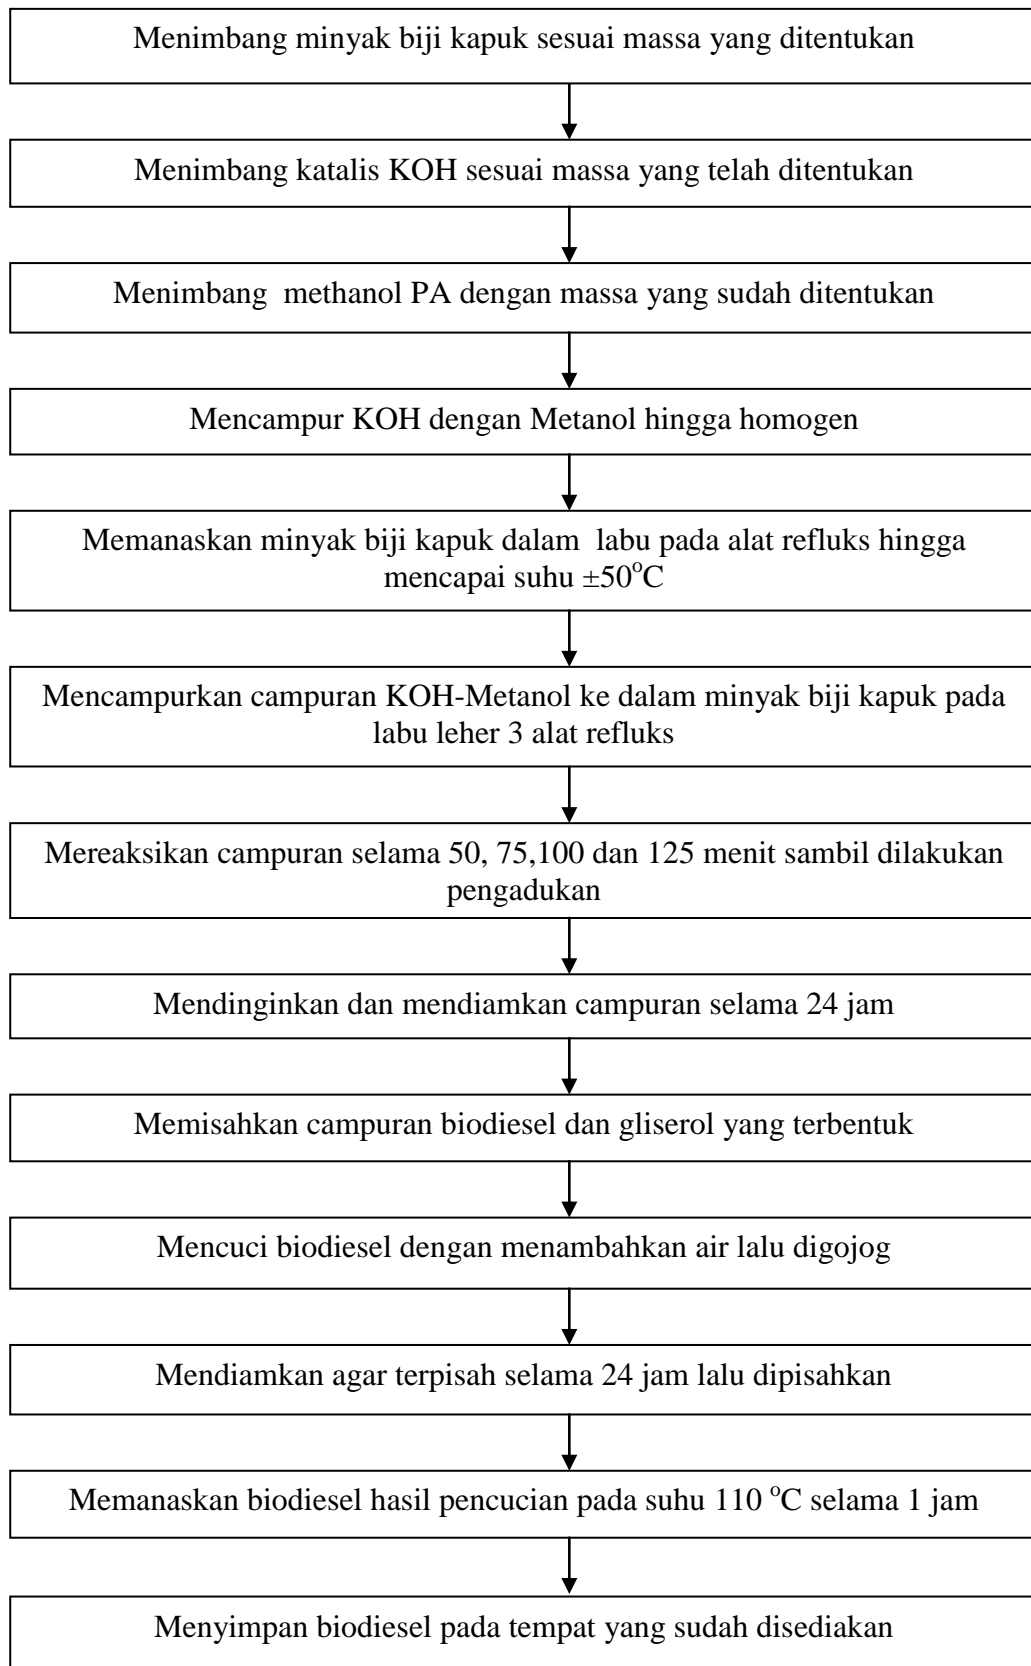 Menimbang minyak biji kapuk sesuai massa yang ditentukan
Menimbang katalis KOH sesuai massa yang telah ditentukan
Menimbang  methanol PA dengan massa yang sudah ditentukan
Mencampur KOH dengan Metanol hingga homogen
Memanaskan minyak biji kapuk dalam  labu pada alat refluks hingga
mencapai suhu ±50°C
Mencampurkan campuran KOH-Metanol ke dalam minyak biji kapuk pada
labu leher 3 alat refluks
Mereaksikan campuran selama 50, 75,100 dan 125 menit sambil dilakukan
pengadukan
Mendinginkan dan mendiamkan campuran selama 24 jam
Memisahkan campuran biodiesel dan gliserol yang terbentuk
Mencuci biodiesel dengan menambahkan air lalu digojog
Mendiamkan agar terpisah selama 24 jam lalu dipisahkan
Memanaskan biodiesel hasil pencucian pada suhu 110 °C selama 1 jam
Menyimpan biodiesel pada tempat yang sudah disediakan